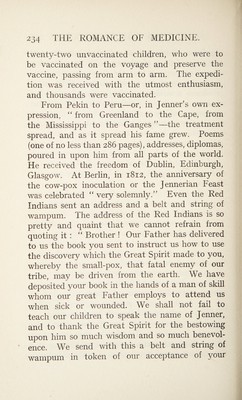 234 THE ROMANCE OF MEDICINE.
twenty-two unvaccinated children, who were to
be vaccinated on the voyage and preserve the
vaccine, passing from arm to arm. The expedi-
tion was received with the utmost enthusiasm,
and thousands were vaccinated.
From Pekin to Peru—or, in Jenner's own ex-
pression, "from Greenland to the Cape, from
the Mississippi to the Ganges"—the treatment
spread, and as it spread his fame grew. Poems
(one of no less than 286 pages), addresses, diplomas,
poured in upon him from all parts of the world.
He received the freedom of Dublin, Edinburgh,
Glasgow. At Berlin, in 1812, the anniversary of
the cow-pox inoculation or the Jennerian Feast
was celebrated "very solemnly." Even the Red
Indians sent an address and a belt and string of
wampum. The address of the Red Indians is so
pretty and quaint that we cannot refrain from
quoting it: "Brother! Our Father has delivered
to us the book you sent to instruct us how to use
the discovery which the Great Spirit made to you,
whereby the small-pox, that fatal enemy of our
tribe, may be driven from the earth. We have
deposited your book in the hands of a man of skill
whom our great Father employs to attend us
when sick or wounded. We shall not fail to
teach our children to speak the name of Jenner,
and to thank the Great Spirit for the bestowing
upon him so much wisdom and so much benevol-
ence. We send with this a belt and string of
wampum in token of our acceptance of your